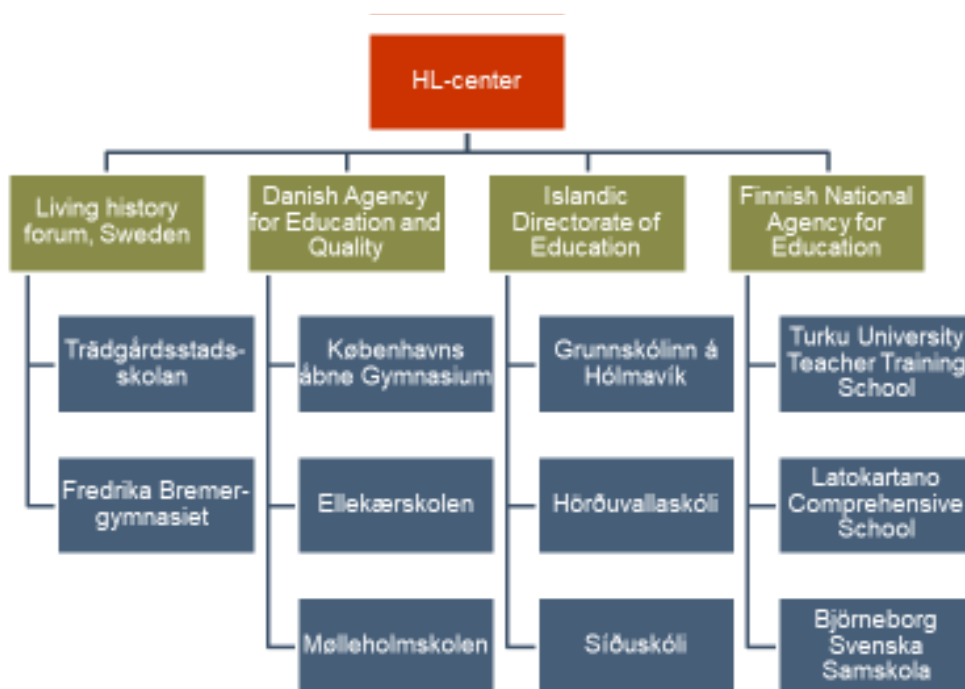 HL-center
Living history
forum, Sweden
Danish Agency
for Education and
Quality
Islandic
Directorate of
Education
Finnish National
Agency for
Education
Trädgårdsstads-
skolan
Københavns
åbne Gymnasium
Grunnskólinn á
Hólmavík
Turku University
Teacher Training
School
Fredrika Bremer-
gymnasiet
Ellekærskolen
Hörðuvallaskóli
Latokartano
Comprehensive
School
Mølleholmskolen
Síðuskóli
Björneborg
Svenska
Samskola